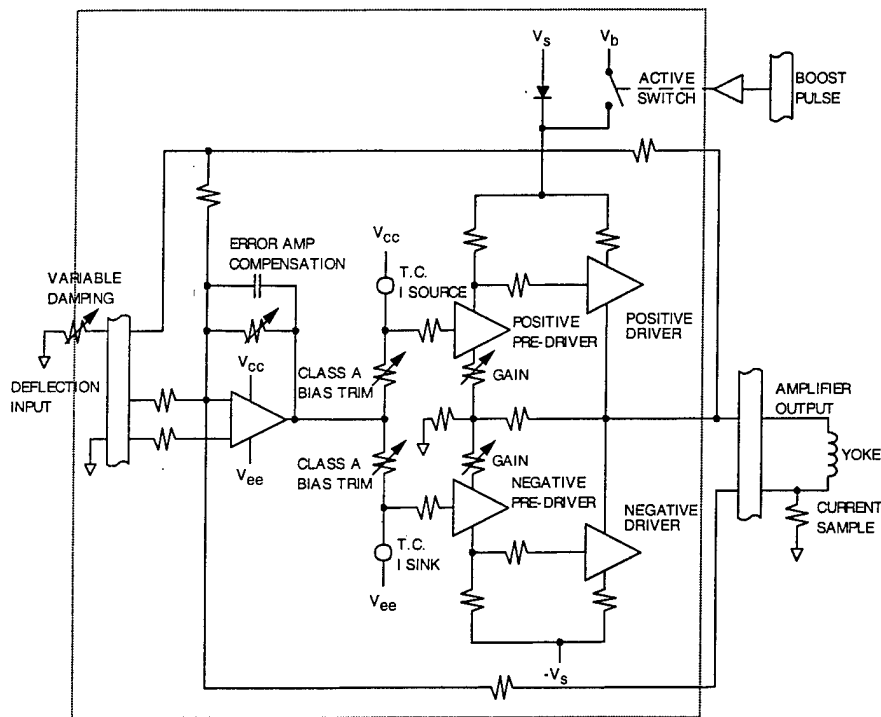 Vs
Vb
ACTIVE
SWITCH
BOOST
PULSE
ERROR AMP
COMPENSATION
Vcc
T.C.
I SOURCE
VARIABLE
DAMPING
POSITIVE
PRE-DRIVER
POSITIVE
DRIVER
Vcc
CLASS A
BIAS TRIM
GAIN
DEFLECTION
INPUT
AMPLIFIER
OUTPUT
Vee
CLASS A
BIAS TRIM
GAIN
YOKE
NEGATIVE
PRE-DRIVER
NEGATIVE
DRIVER
CURRENT
SAMPLE
T.C.
I SINK
Vee
-Vs